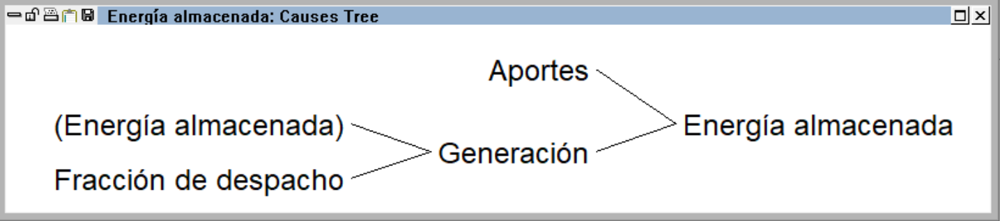 Energía almacenada: Causes Tree
Aportes
(Energía almacenada)
Energía almacenada
Generación
Fracción de despacho